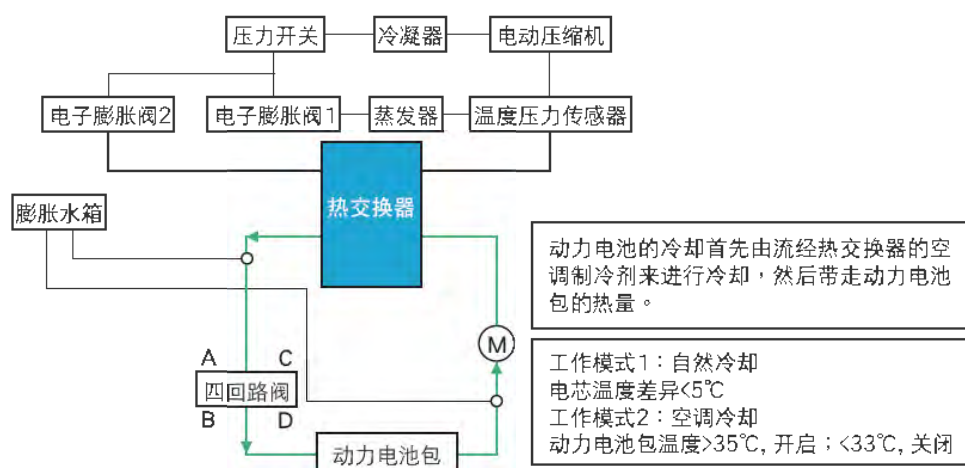 压力开关
冷凝器
电动压缩机
电子膨胀阀2
电子膨胀阀1
蒸发器
温度压力传感器
热交换器
膨胀水箱
动力电池的冷却首先由流经热交换器的空
调制冷剂来进行冷却，然后带走动力电池
包的热量。
M
A
C
四回路阀
B
D
动力电池包
工作模式1：自然冷却
电芯温度差异<5℃
工作模式2：空调冷却
动力电池包温度>35℃, 开启；<33℃, 关闭